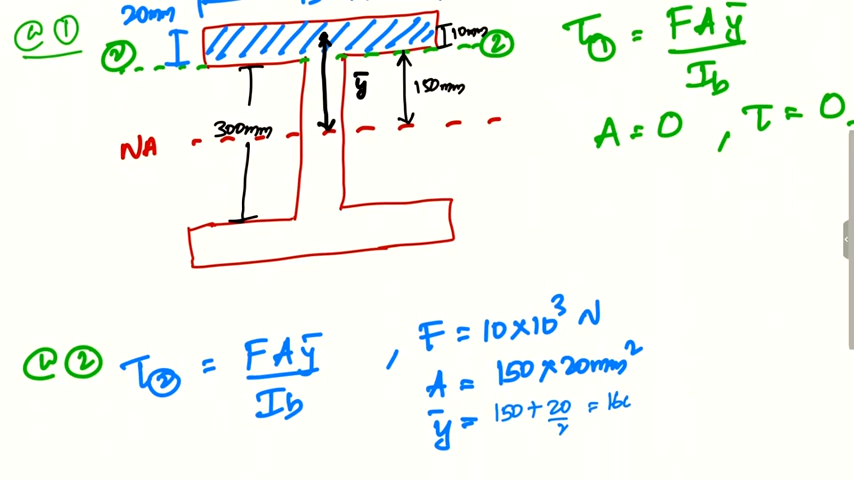 20mm
@ ①
②
10mm
②
τ① = FAȳ / Ib
ȳ
150mm
300mm
A = 0 , τ = 0
NA
@ ② τ② = FAȳ / Ib , F = 10×10³ N
A = 150 × 20mm²
ȳ = 150 + 20/2 = 16